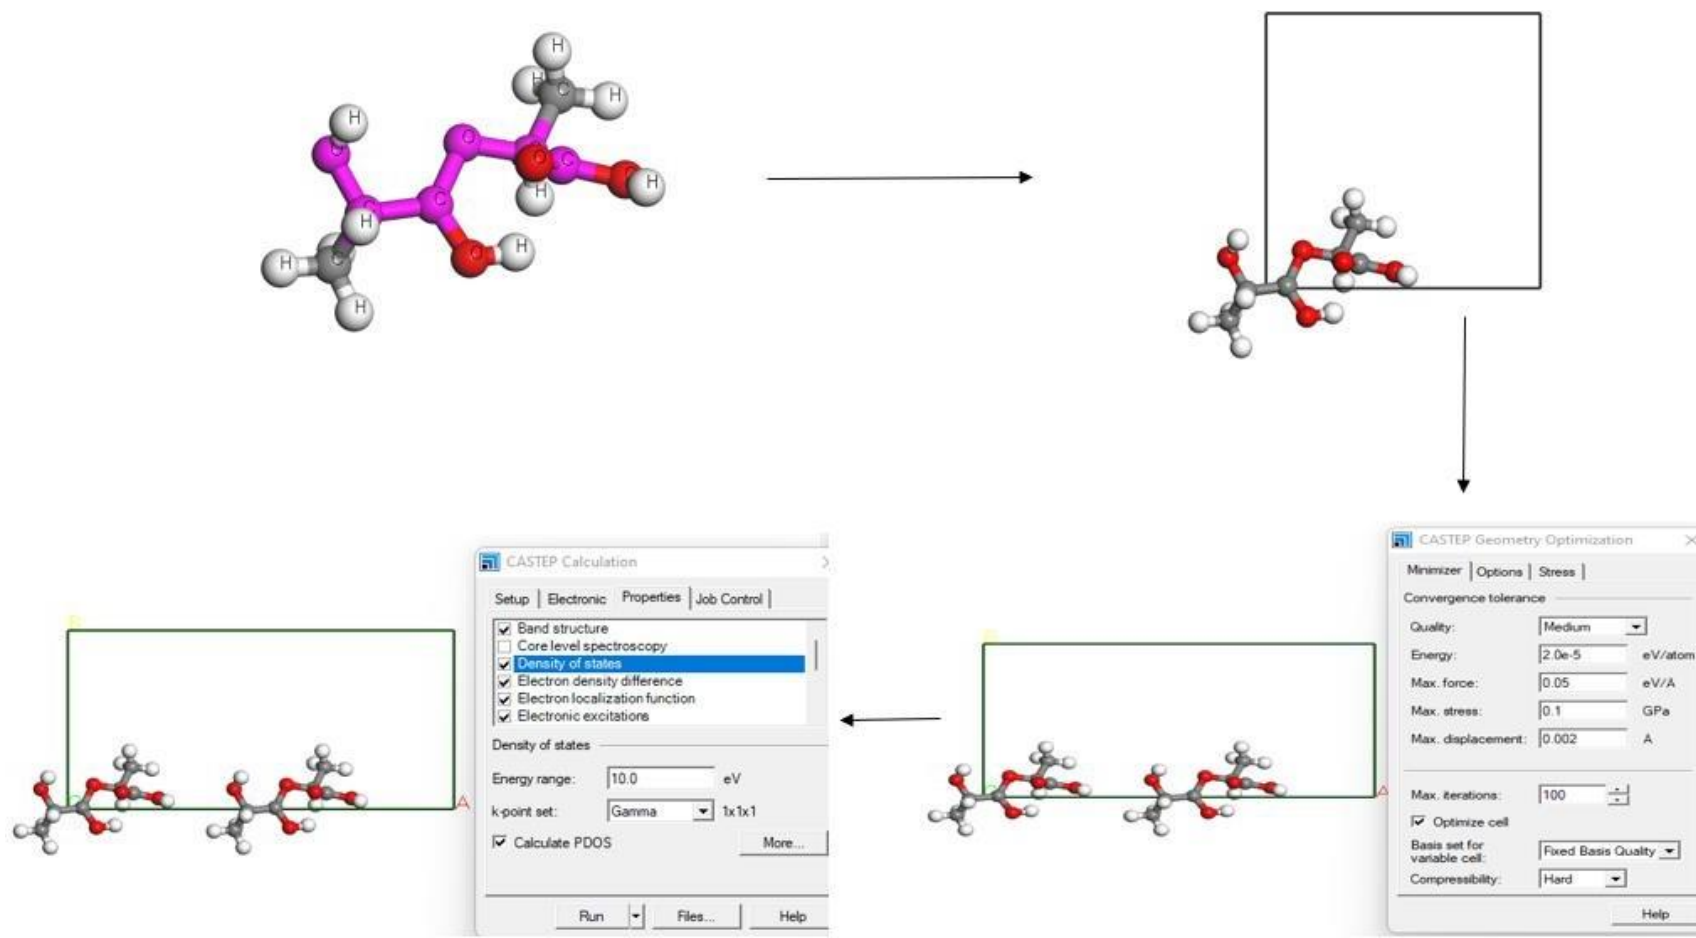 H
H
H
H
H
O
O
C
O
C
O
H
H
C
C
H
O
H
H
C
H
CASTEP Calculation
Setup Electronic Properties Job Control
Band structure
Core level spectroscopy
Density of states
Electron density difference
Electron localization function
Electronic excitations
Density of states
Energy range: 10.0 eV
k-point set: Gamma 1x1x1
Calculate PDOS More...
Run Files... Help
B
A
CASTEP Geometry Optimization
Minimizer Options Stress
Convergence tolerance
Quality: Medium
Energy: 2.0e-5 eV/atom
Max. force: 0.05 eV/A
Max. stress: 0.1 GPa
Max. displacement: 0.002 A
Max. iterations: 100
Optimize cell
Basis set for
variable cell: Fixed Basis Quality
Compressibility: Hard
Help
A